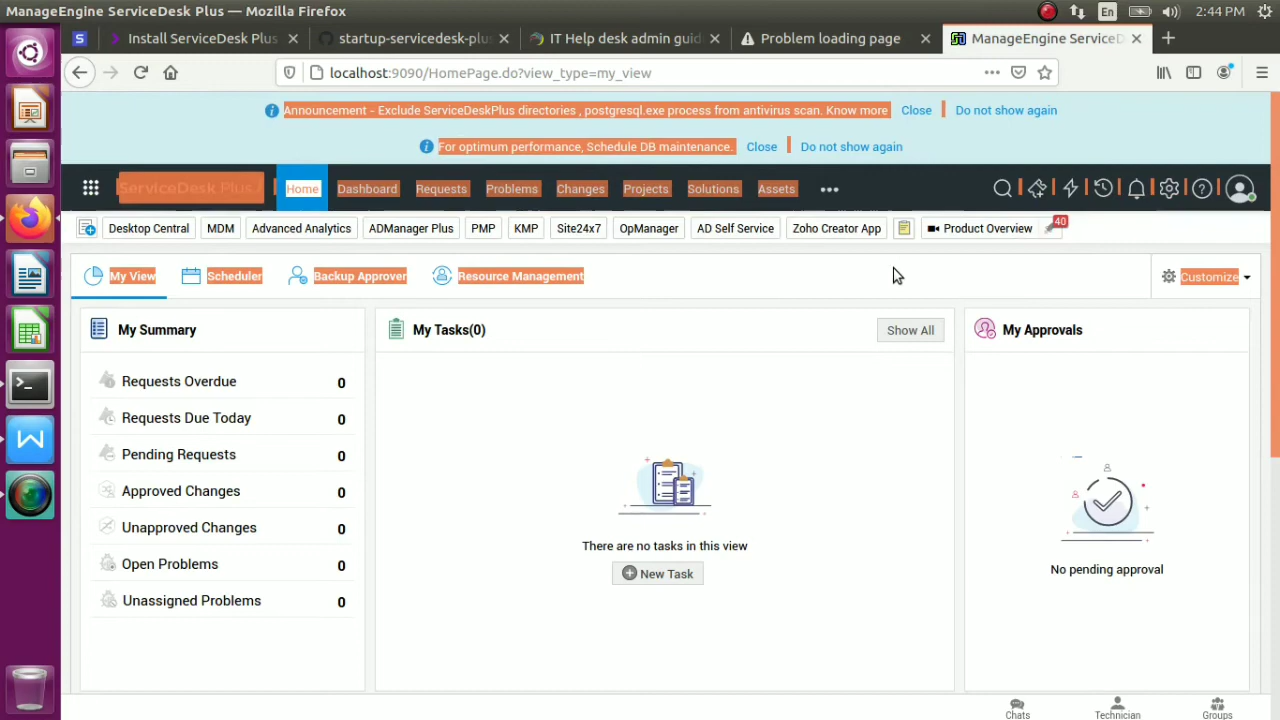 ManageEngine ServiceDesk Plus — Mozilla Firefox
En
2:44 PM
S
Install ServiceDesk Plus
startup-servicedesk-plu
IT Help desk admin guid
Problem loading page
ManageEngine ServiceD
localhost:9090/HomePage.do?view_type=my_view
Announcement - Exclude ServiceDeskPlus directories , postgresql.exe process from antivirus scan. Know more
Close
Do not show again
For optimum performance, Schedule DB maintenance.
Close
Do not show again
ServiceDesk Plus
Home
Dashboard
Requests
Problems
Changes
Projects
Solutions
Assets
Desktop Central
MDM
Advanced Analytics
ADManager Plus
PMP
KMP
Site24x7
OpManager
AD Self Service
Zoho Creator App
Product Overview
40
My View
Scheduler
Backup Approver
Resource Management
Customize
My Summary
Requests Overdue 0
Requests Due Today 0
Pending Requests 0
Approved Changes 0
Unapproved Changes 0
Open Problems 0
Unassigned Problems 0
My Tasks(0)
Show All
There are no tasks in this view
New Task
My Approvals
No pending approval
Chats
Technician
Groups